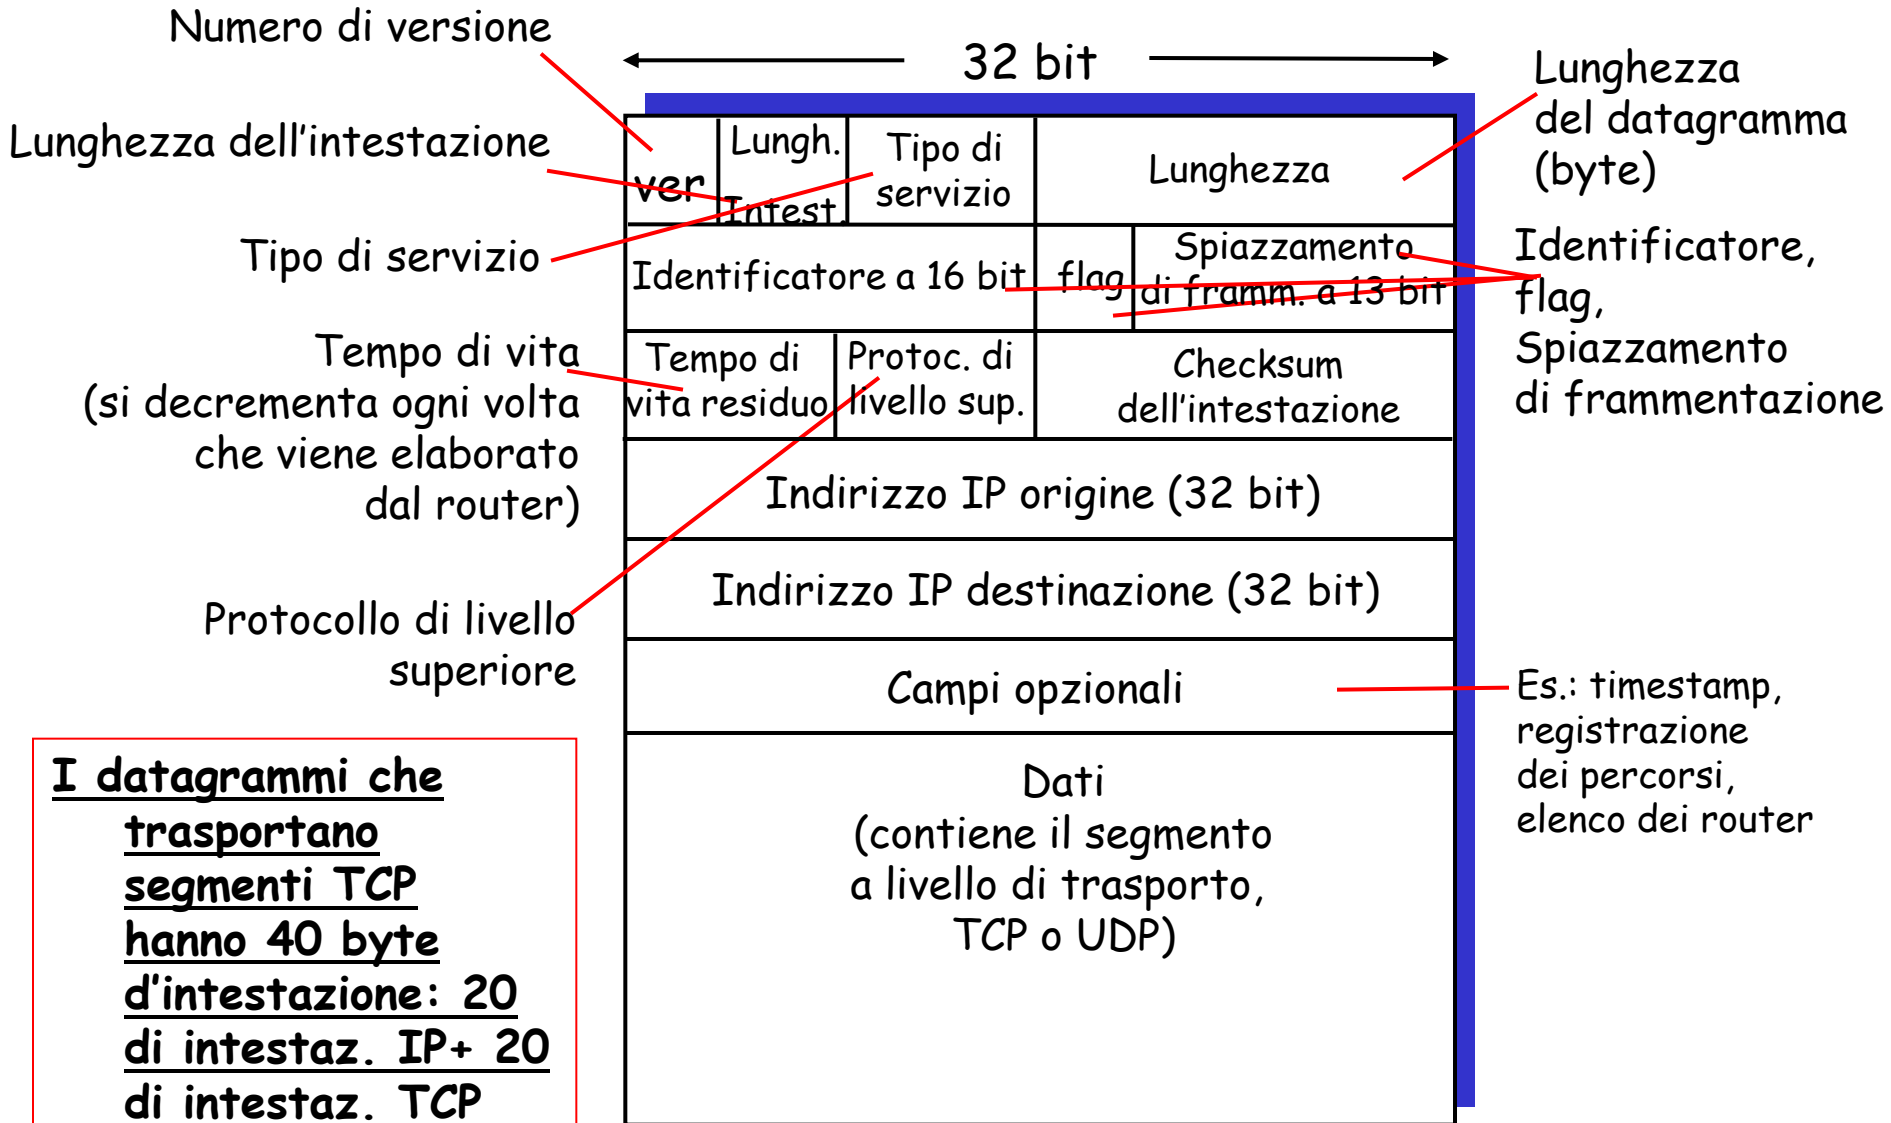 Numero di versione
32 bit
Lunghezza
del datagramma
(byte)
Lunghezza dell'intestazione
ver
Lungh.
Intest.
Tipo di
servizio
Lunghezza
Tipo di servizio
Identificatore a 16 bit
flag
Spiazzamento
di framm. a 13 bit
Identificatore,
flag,
Spiazzamento
di frammentazione
Tempo di vita
(si decrementa ogni volta
che viene elaborato
dal router)
Tempo di
vita residuo
Protoc. di
livello sup.
Checksum
dell'intestazione
Indirizzo IP origine (32 bit)
Indirizzo IP destinazione (32 bit)
Protocollo di livello
superiore
Campi opzionali
Es.: timestamp,
registrazione
dei percorsi,
elenco dei router
Dati
(contiene il segmento
a livello di trasporto,
TCP o UDP)
I datagrammi che
trasportano
segmenti TCP
hanno 40 byte
d'intestazione: 20
di intestaz. IP+ 20
di intestaz. TCP